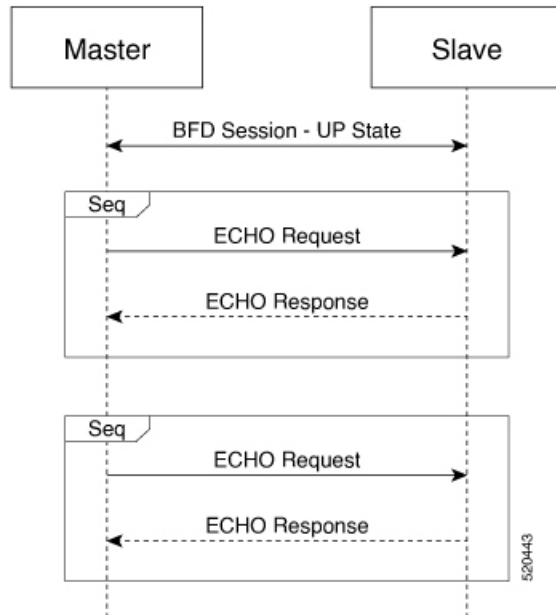 Master
Slave
BFD Session - UP State
Seq
ECHO Request
ECHO Response
Seq
ECHO Request
ECHO Response
520443